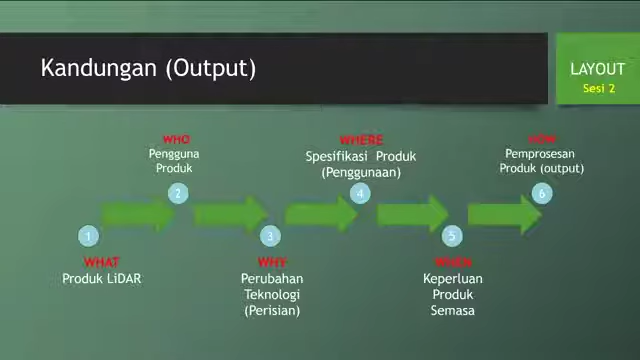 Kandungan (Output)
LAYOUT
Sesi 2
WHO
Pengguna
Produk
WHERE
Spesifikasi Produk
(Penggunaan)
HOW
Pemprosesan
Produk (output)
2
4
6
1
3
5
WHAT
Produk LiDAR
WHY
Perubahan
Teknologi
(Perisian)
WHEN
Keperluan
Produk
Semasa